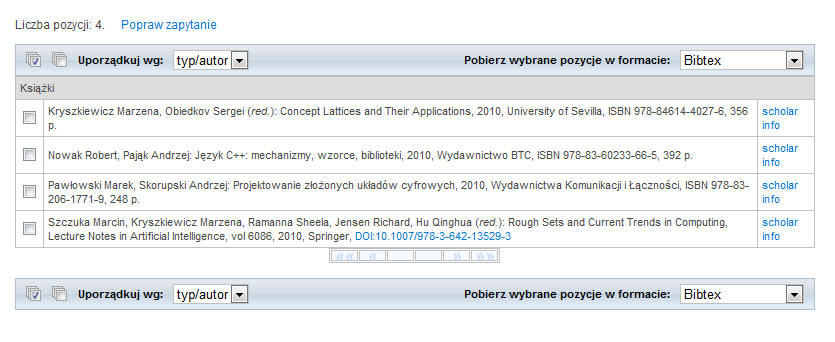 Liczba pozycji: 4. Popraw zapytanie
Uporządkuj wg: typ/autor Pobierz wybrane pozycje w formacie: Bibtex
Książki
Kryszkiewicz Marzena, Obiedkov Sergei (red.): Concept Lattices and Their Applications, 2010, University of Sevilla, ISBN 978-84614-4027-6, 356 scholar
p. info
Nowak Robert, Pająk Andrzej: Język C++: mechanizmy, wzorce, biblioteki, 2010, Wydawnictwo BTC, ISBN 978-83-60233-66-5, 392 p. scholar
info
Pawłowski Marek, Skorupski Andrzej: Projektowanie złożonych układów cyfrowych, 2010, Wydawnictwa Komunikacji i Łączności, ISBN 978-83- scholar
206-1771-9, 248 p. info
Szczuka Marcin, Kryszkiewicz Marzena, Ramanna Sheela, Jensen Richard, Hu Qinghua (red.): Rough Sets and Current Trends in Computing, scholar
Lecture Notes in Artificial Intelligence, vol 6086, 2010, Springer, DOI:10.1007/978-3-642-13529-3 info
«« « » »»
Uporządkuj wg: typ/autor Pobierz wybrane pozycje w formacie: Bibtex